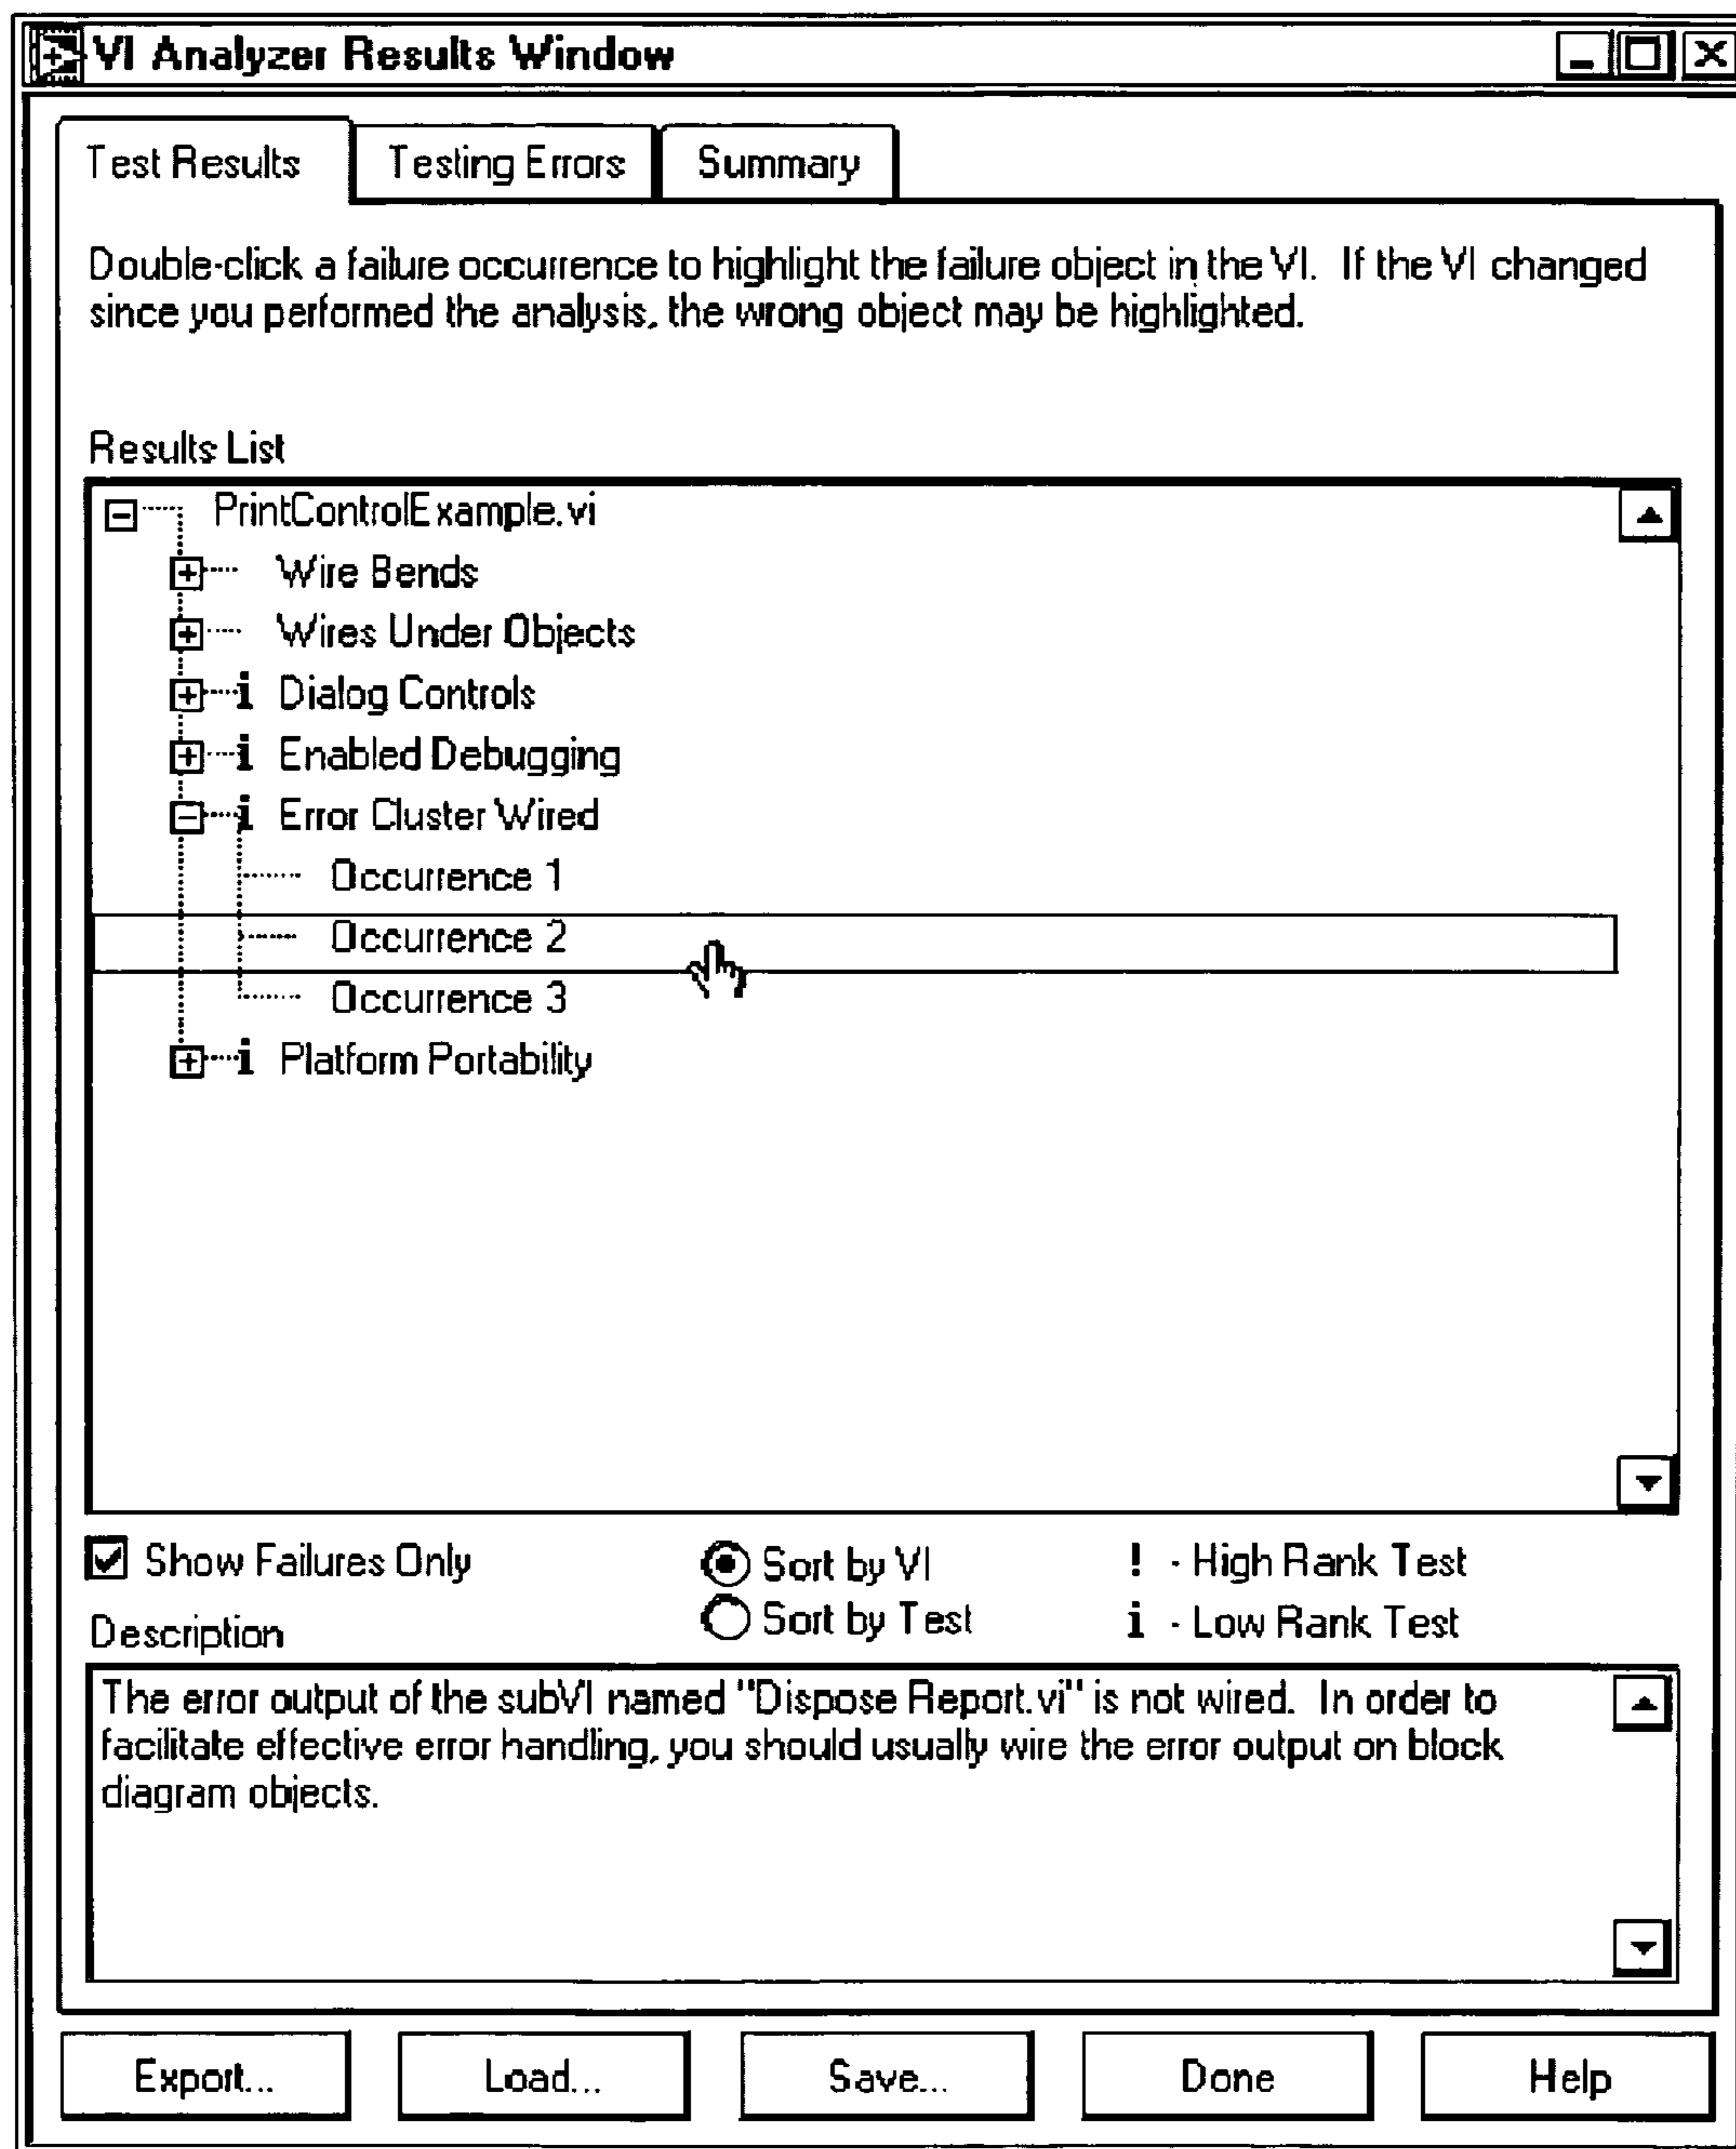 VI Analyzer Results Window
Test Results
Testing Errors
Summary
Double-click a failure occurrence to highlight the failure object in the VI. If the VI changed
since you performed the analysis, the wrong object may be highlighted.
Results List
PrintControlExample.vi
Wire Bends
Wires Under Objects
i Dialog Controls
i Enabled Debugging
i Error Cluster Wired
Occurrence 1
Occurrence 2
Occurrence 3
i Platform Portability
Show Failures Only
Sort by VI
! - High Rank Test
Sort by Test
i - Low Rank Test
Description
The error output of the subVI named "Dispose Report.vi" is not wired. In order to
facilitate effective error handling, you should usually wire the error output on block
diagram objects.
Export...
Load...
Save...
Done
Help